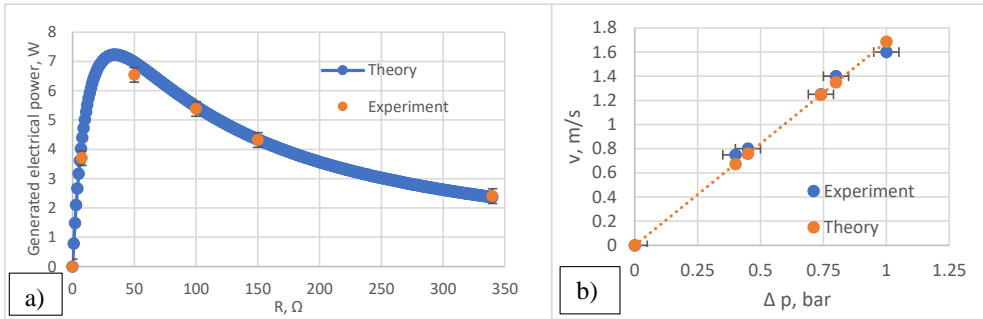 Generated electrical power, W
8
7
6
5
4
3
2
1
0
0 50 100 150 200 250 300 350
R, Ω
Theory
Experiment
a)
v, m/s
1.8
1.6
1.4
1.2
1
0.8
0.6
0.4
0.2
0
0 0.25 0.5 0.75 1 1.25
Δ p, bar
Experiment
Theory
b)